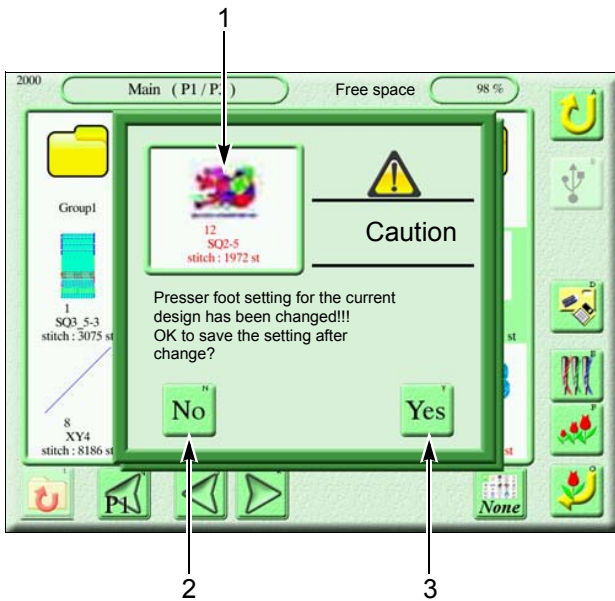 1
2000
Main ( P1 / P
)
Free space
98 %
A
B
Group1
12
SQ2-5
stitch : 1972 st
Caution
1
SQ3_5-3
stitch : 3075 st
st
D
Presser foot setting for the current
design has been changed!!!
OK to save the setting after
change?
E
N
No
Y
Yes
8
XY4
stitch : 8186 st
st
P1
None
2
3